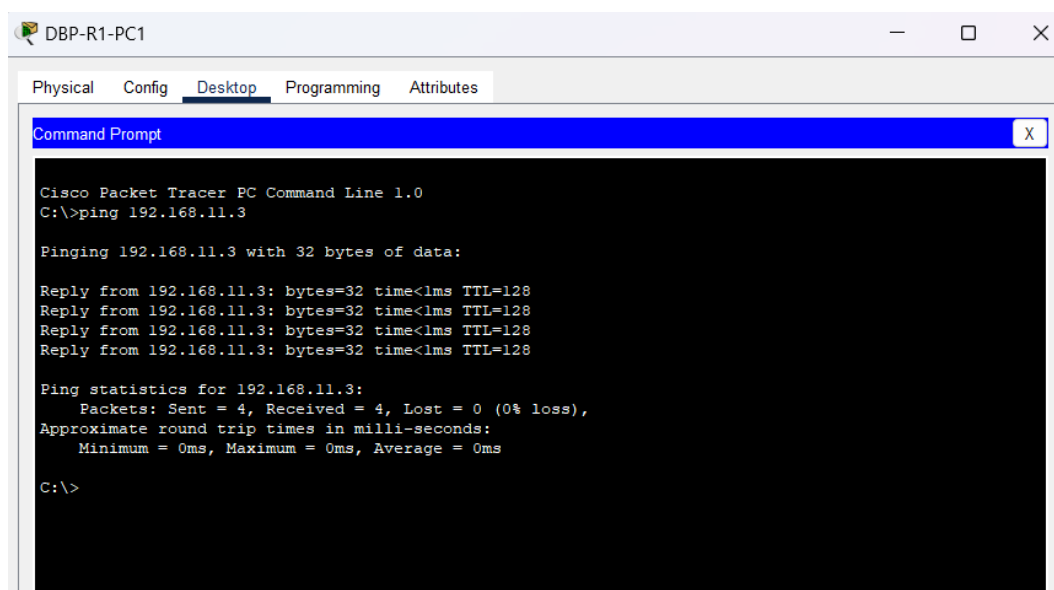 DBP-R1-PC1
Physical Config Desktop Programming Attributes
Command Prompt
X
Cisco Packet Tracer PC Command Line 1.0
C:\>ping 192.168.11.3
Pinging 192.168.11.3 with 32 bytes of data:
Reply from 192.168.11.3: bytes=32 time<1ms TTL=128
Reply from 192.168.11.3: bytes=32 time<1ms TTL=128
Reply from 192.168.11.3: bytes=32 time<1ms TTL=128
Reply from 192.168.11.3: bytes=32 time<1ms TTL=128
Ping statistics for 192.168.11.3:
    Packets: Sent = 4, Received = 4, Lost = 0 (0% loss),
Approximate round trip times in milli-seconds:
    Minimum = 0ms, Maximum = 0ms, Average = 0ms
C:\>